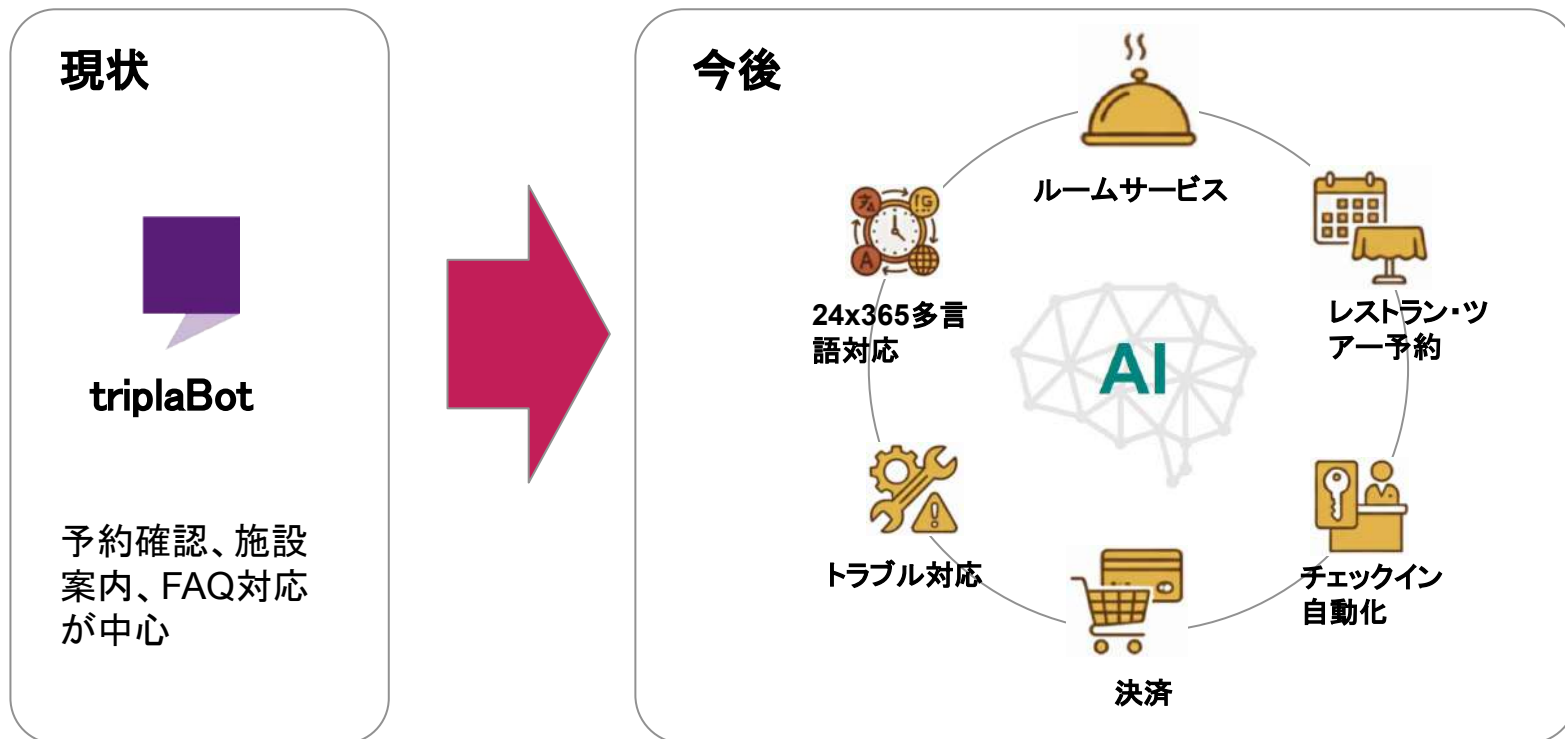 現状
triplaBot
予約確認、施設
案内、FAQ対応
が中心
今後
ルームサービス
レストラン・ツ
アー予約
チェックイン
自動化
決済
トラブル対応
24x365多言
語対応
AI